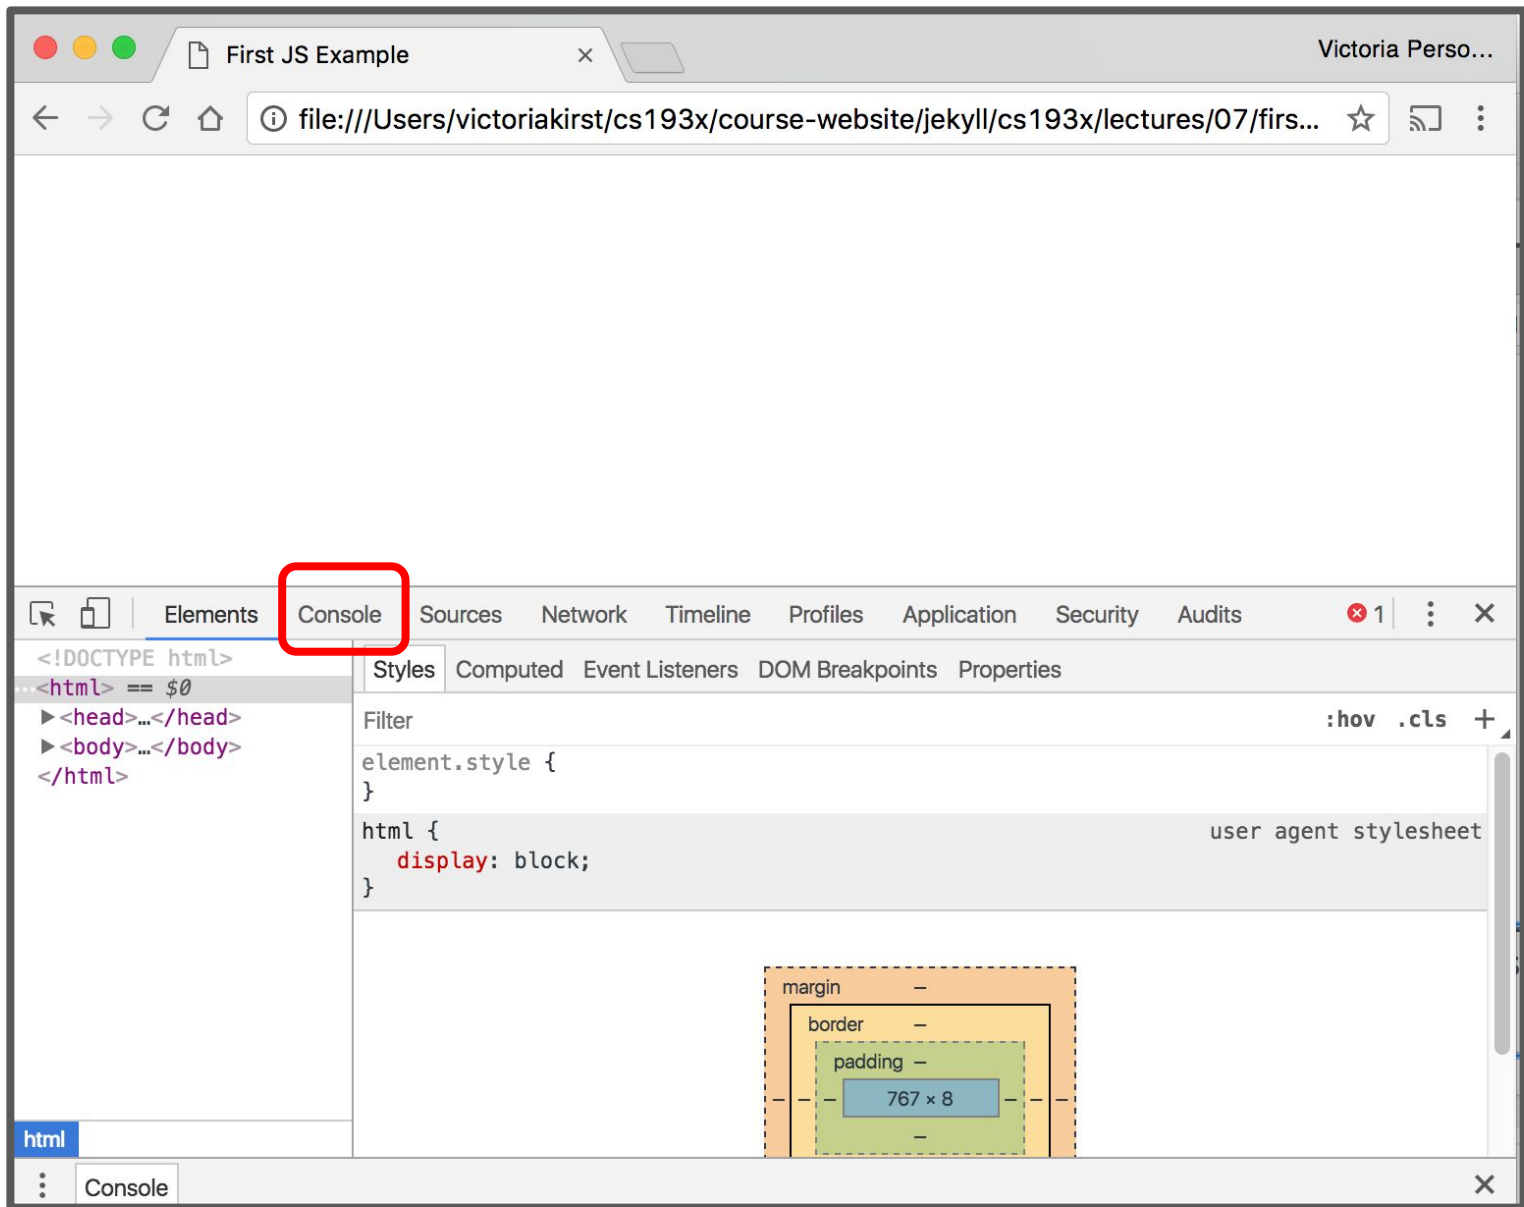 First JS Example ×
Victoria Perso...
file:///Users/victoriakirst/cs193x/course-website/jekyll/cs193x/lectures/07/firs...
Elements Console Sources Network Timeline Profiles Application Security Audits 1
<!DOCTYPE html>
...<html> == $0
▶<head>…</head>
▶<body>…</body>
</html>
html
Styles Computed Event Listeners DOM Breakpoints Properties
Filter :hov .cls +
element.style {
}
html { user agent stylesheet
display: block;
}
margin –
border –
padding –
– – – 767 × 8 – – –
–
Console